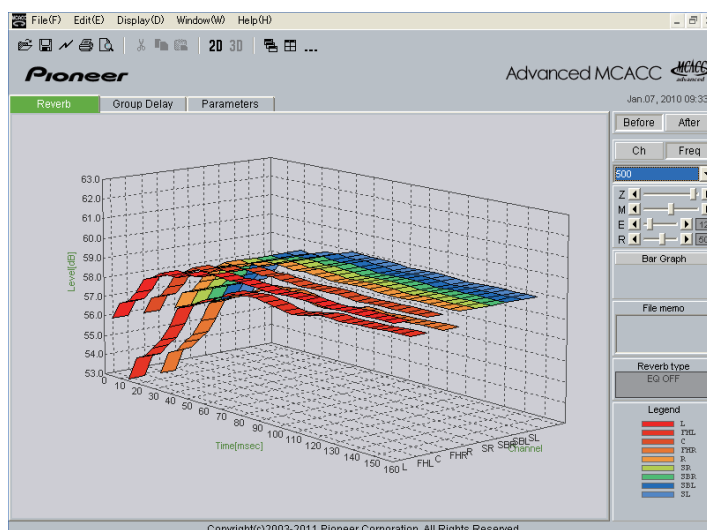 MCACC File(F) Edit(E) Display(D) Window(W) Help(H)
2D 3D ...
Pioneer
Advanced MCACC MCACC advanced
Reverb Group Delay Parameters
Jan.07, 2010 09:33
Before After
Ch Freq
500
Z
M
E
R
Bar Graph
File memo
Reverb type
EQ OFF
Legend
L
FHL
C
FHR
R
SR
SBR
SBL
SL
63.0
62.0
61.0
60.0
59.0
58.0
57.0
56.0
55.0
54.0
53.0
Level[dB]
0 10 20 30 40 50 60 70 80 90 100 110 120 130 140 150 160
Time[msec]
L FHL C FHR R SR SBR SBL SL
Channel
Copyright(c)2003-2011 Pioneer Corporation. All Rights Reserved.